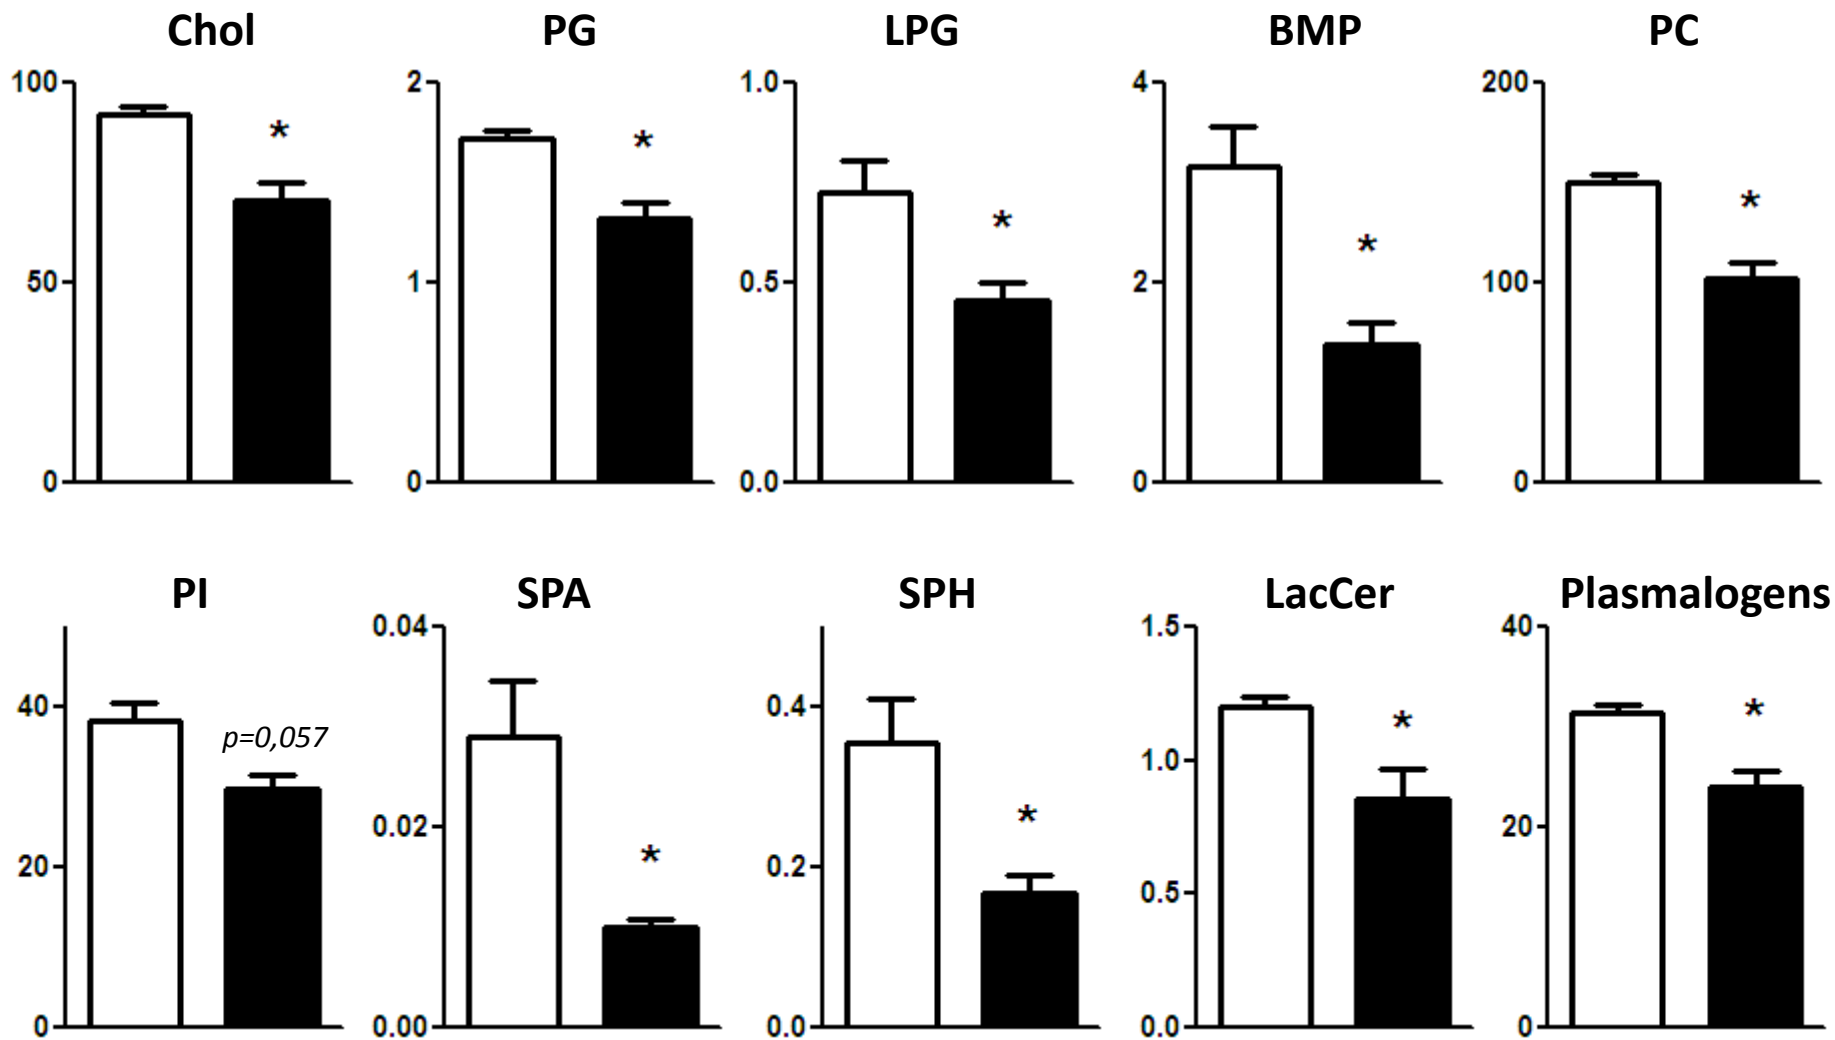 Chol PG LPG BMP PC
100 2 1.0 4 200
* * * * *
50 1 0.5 2 100
0 0 0.0 0 0
PI SPA SPH LacCer Plasmalogens
0.04 1.5 40
40 0.4
p=0,057 * *
1.0
0.02 * * 20
20 0.2 0.5
0 0.00 0.0 0.0 0